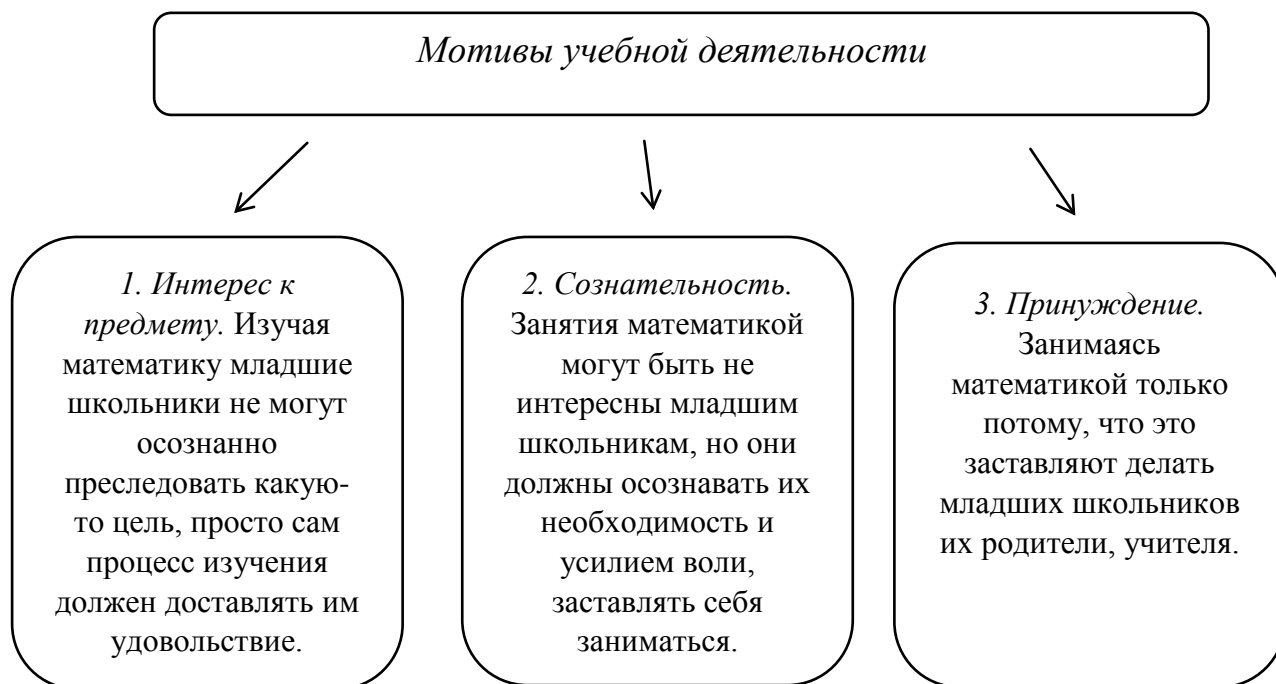 Мотивы учебной деятельности
1. Интерес к
предмету. Изучая
математику младшие
школьники не могут
осознанно
преследовать какую-
то цель, просто сам
процесс изучения
должен доставлять им
удовольствие.
2. Сознательность.
Занятия математикой
могут быть не
интересны младшим
школьникам, но они
должны осознавать их
необходимость и
усилием воли,
заставлять себя
заниматься.
3. Принуждение.
Занимаясь
математикой только
потому, что это
заставляют делать
младших школьников
их родители, учителя.